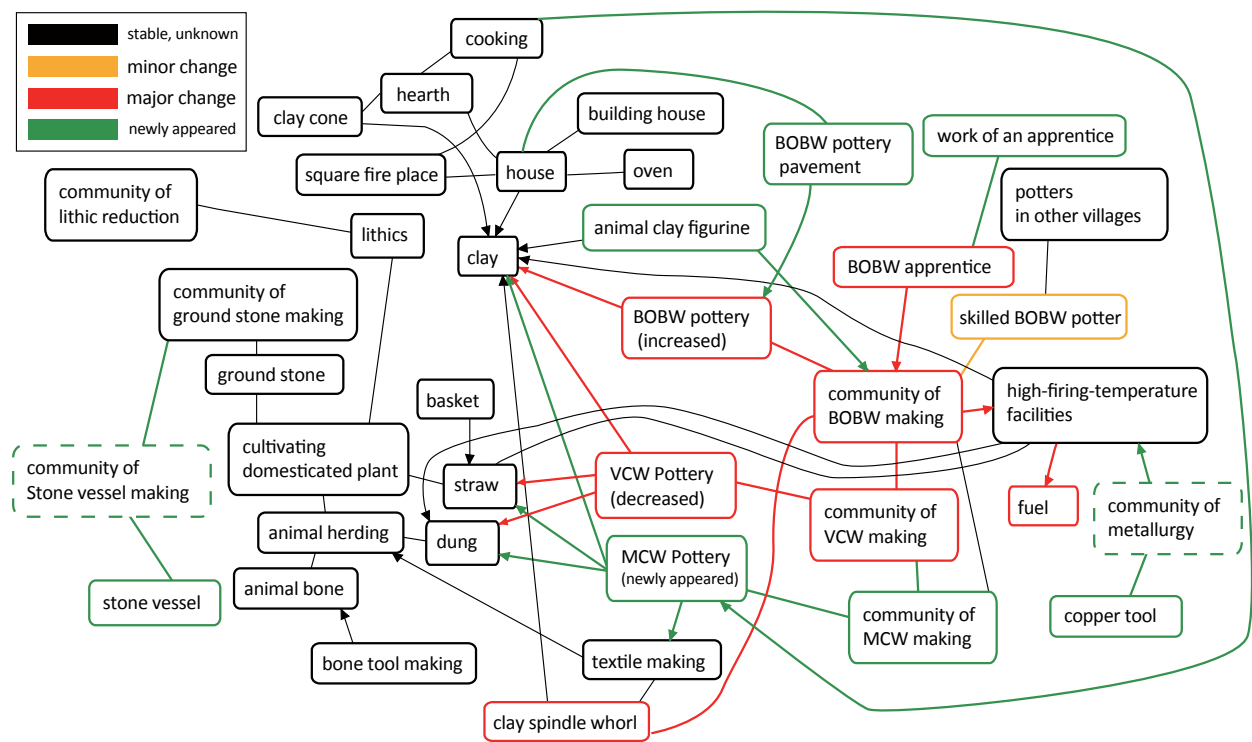 stable, unknown
minor change
major change
newly appeared
cooking
hearth
clay cone
building house
square fire place
house
oven
BOBW pottery
pavement
work of an apprentice
community of
lithic reduction
potters
in other villages
lithics
animal clay figurine
clay
BOBW apprentice
community of
ground stone making
BOBW pottery
(increased)
skilled BOBW potter
ground stone
basket
community of
BOBW making
high-firing-temperature
facilities
cultivating
domesticated plant
community of
Stone vessel making
straw
VCW Pottery
(decreased)
community of
VCW making
fuel
community of
metallurgy
animal herding
dung
MCW Pottery
(newly appeared)
animal bone
stone vessel
community of
MCW making
copper tool
bone tool making
textile making
clay spindle whorl